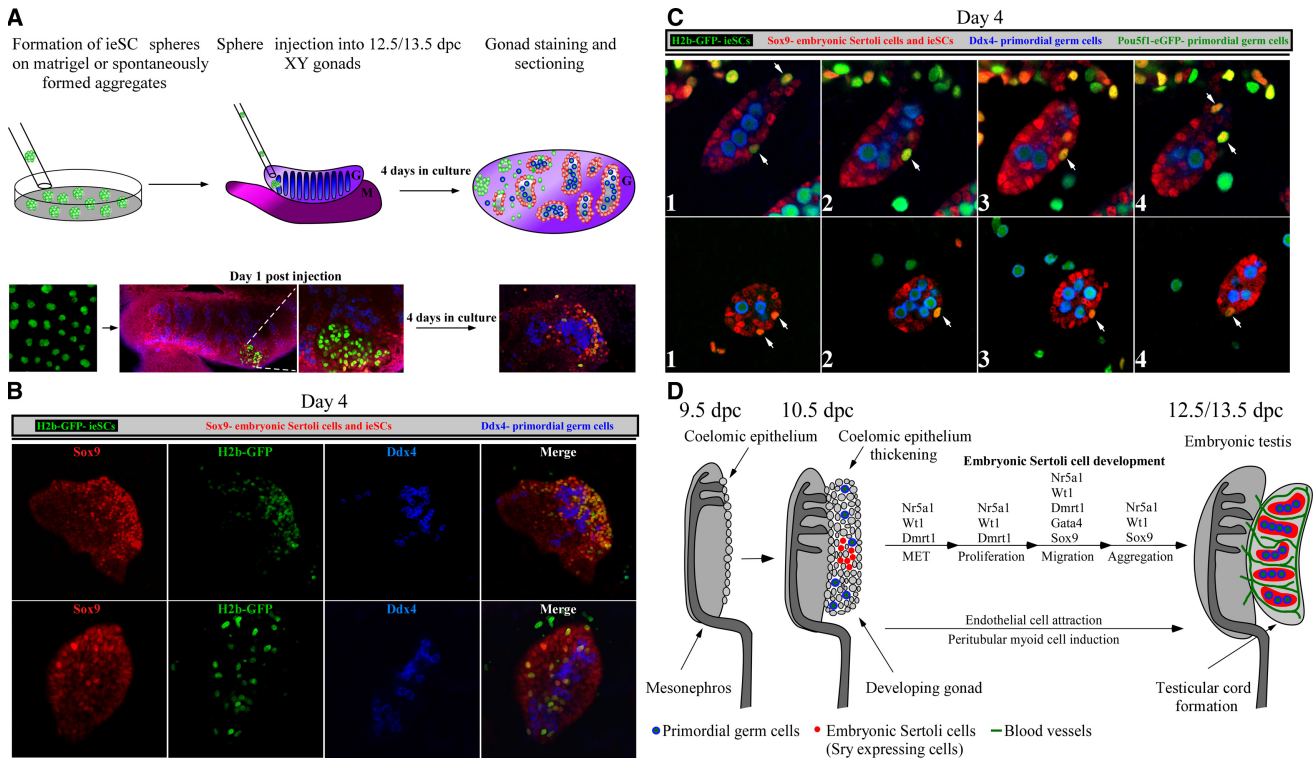 A
Formation of ieSC spheres
on matrigel or spontaneously
formed aggregates
Sphere injection into 12.5/13.5 dpc
XY gonads
Gonad staining and
sectioning
G
M
4 days in culture
G
Day 1 post injection
4 days in culture
B
Day 4
H2b-GFP- ieSCs
Sox9- embryonic Sertoli cells and ieSCs
Ddx4- primordial germ cells
Sox9
H2b-GFP
Ddx4
Merge
Sox9
H2b-GFP
Ddx4
Merge
C
Day 4
H2b-GFP- ieSCs
Sox9- embryonic Sertoli cells and ieSCs
Ddx4- primordial germ cells
Pou5f1-eGFP- primordial germ cells
1
2
3
4
1
2
3
4
D
9.5 dpc
10.5 dpc
12.5/13.5 dpc
Coelomic epithelium
Coelomic epithelium
thickening
Embryonic testis
Embryonic Sertoli cell development
Nr5a1
Wt1
Dmrt1
MET
Nr5a1
Wt1
Dmrt1
Proliferation
Nr5a1
Wt1
Dmrt1
Gata4
Sox9
Migration
Nr5a1
Wt1
Sox9
Aggregation
Endothelial cell attraction
Peritubular myoid cell induction
Mesonephros
Developing gonad
Testicular cord
formation
Primordial germ cells
Embryonic Sertoli cells
(Sry expressing cells)
Blood vessels